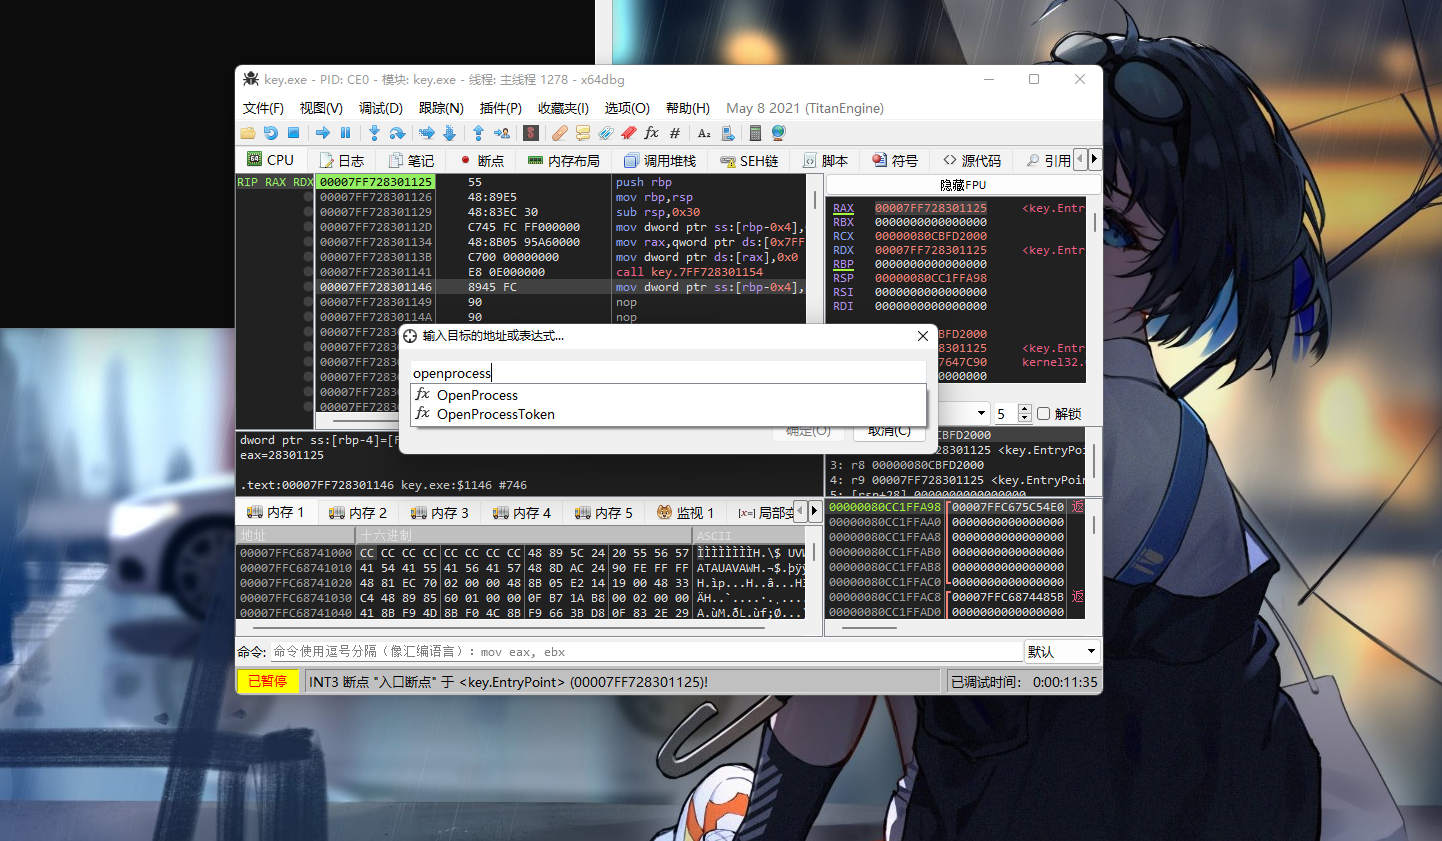 key.exe - PID: CE0 - 模块: key.exe - 线程: 主线程 1278 - x64dbg
文件(F) 视图(V) 调试(D) 跟踪(N) 插件(P) 收藏夹(I) 选项(O) 帮助(H) May 8 2021 (TitanEngine)
CPU 日志 笔记 断点 内存布局 调用堆栈 SEH链 脚本 符号 源代码 引用
RIP RAX RDX 00007FF728301125 55 push rbp
00007FF728301126 48:89E5 mov rbp,rsp
00007FF728301129 48:83EC 30 sub rsp,0x30
00007FF72830112D C745 FC FF000000 mov dword ptr ss:[rbp-0x4],
00007FF728301134 48:8B05 95A60000 mov rax,qword ptr ds:[0x7FF
00007FF72830113B C700 00000000 mov dword ptr ds:[rax],0x0
00007FF728301141 E8 0E000000 call key.7FF728301154
00007FF728301146 8945 FC mov dword ptr ss:[rbp-0x4],
00007FF728301149 90 nop
00007FF72830114A 90 nop
00007FF72830
00007FF72830
00007FF72830
00007FF72830
00007FF72830
00007FF72830
隐藏FPU
RAX 00007FF728301125 <key.Entr
RBX 0000000000000000
RCX 00000080CBFD2000
RDX 00007FF728301125 <key.Entr
RBP 0000000000000000
RSP 00000080CC1FFA98
RSI 0000000000000000
RDI 0000000000000000
CBFD2000
8301125 <key.Entr
7647C90 kernel32.
0000000
5 解锁
输入目标的地址或表达式...
openprocess
OpenProcess
OpenProcessToken
确定(O) 取消(C)
dword ptr ss:[rbp-4]=[F
eax=28301125
.text:00007FF728301146 key.exe:$1146 #746
CBFD2000
28301125 <key.EntryPoi
3: r8 00000080CBFD2000
4: r9 00007FF728301125 <key.EntryPoi
5: [rsp+28] 0000000000000000
内存 1 内存 2 内存 3 内存 4 内存 5 监视 1 [x=] 局部变
地址 十六进制 ASCII
00007FFC68741000 CC CC CC CC CC CC CC CC 48 89 5C 24 20 55 56 57 ÌÌÌÌÌÌÌÌH.\$ UVW
00007FFC68741010 41 54 41 55 41 56 41 57 48 8D AC 24 90 FE FF FF ATAUAVAWH.¬$.þÿÿ
00007FFC68741020 48 81 EC 70 02 00 00 48 8B 05 E2 14 19 00 48 33 H.ìp...H..â...H3
00007FFC68741030 C4 48 89 85 60 01 00 00 0F B7 1A B8 00 02 00 00 ÄH..`....·.¸....
00007FFC68741040 41 8B F9 4D 8B F0 4C 8B F9 66 3B D8 0F 83 2E 29 A.ùM.ðL.ùf;Ø...)
00000080CC1FFA98 00007FFC675C54E0 返
00000080CC1FFAA0 0000000000000000
00000080CC1FFAA8 0000000000000000
00000080CC1FFAB0 0000000000000000
00000080CC1FFAB8 0000000000000000
00000080CC1FFAC0 0000000000000000
00000080CC1FFAC8 00007FFC6874485B 返
00000080CC1FFAD0 0000000000000000
命令: 命令使用逗号分隔（像汇编语言）: mov eax, ebx 默认
已暂停 INT3 断点 "入口断点" 于 <key.EntryPoint> (00007FF728301125)! 已调试时间: 0:00:11:35